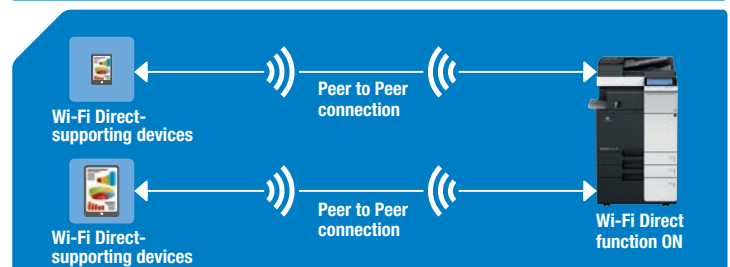 Peer to Peer
connection
Wi-Fi Direct-
supporting devices
Peer to Peer
connection
Wi-Fi Direct-
supporting devices
Wi-Fi Direct
function ON